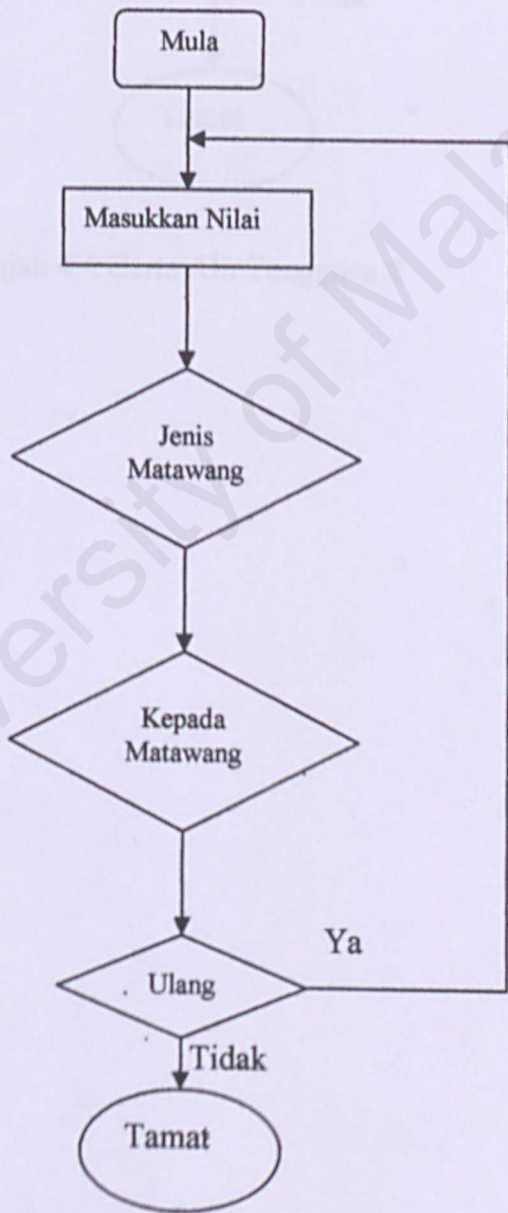 Mula
Masukkan Nilai
Jenis
Matawang
Kepada
Matawang
Ulang
Ya
Tidak
Tamat